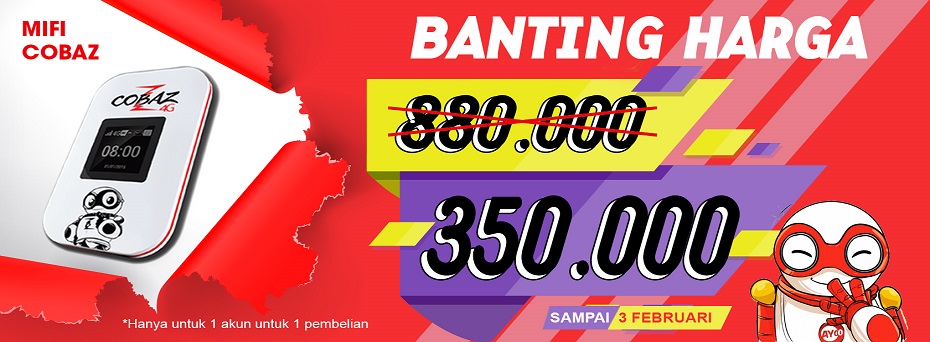 MIFI
COBAZ
COBAZ
4G
4G
08:00
BANTING HARGA
880.000
350.000
SAMPAI 3 FEBRUARI
*Hanya untuk 1 akun untuk 1 pembelian